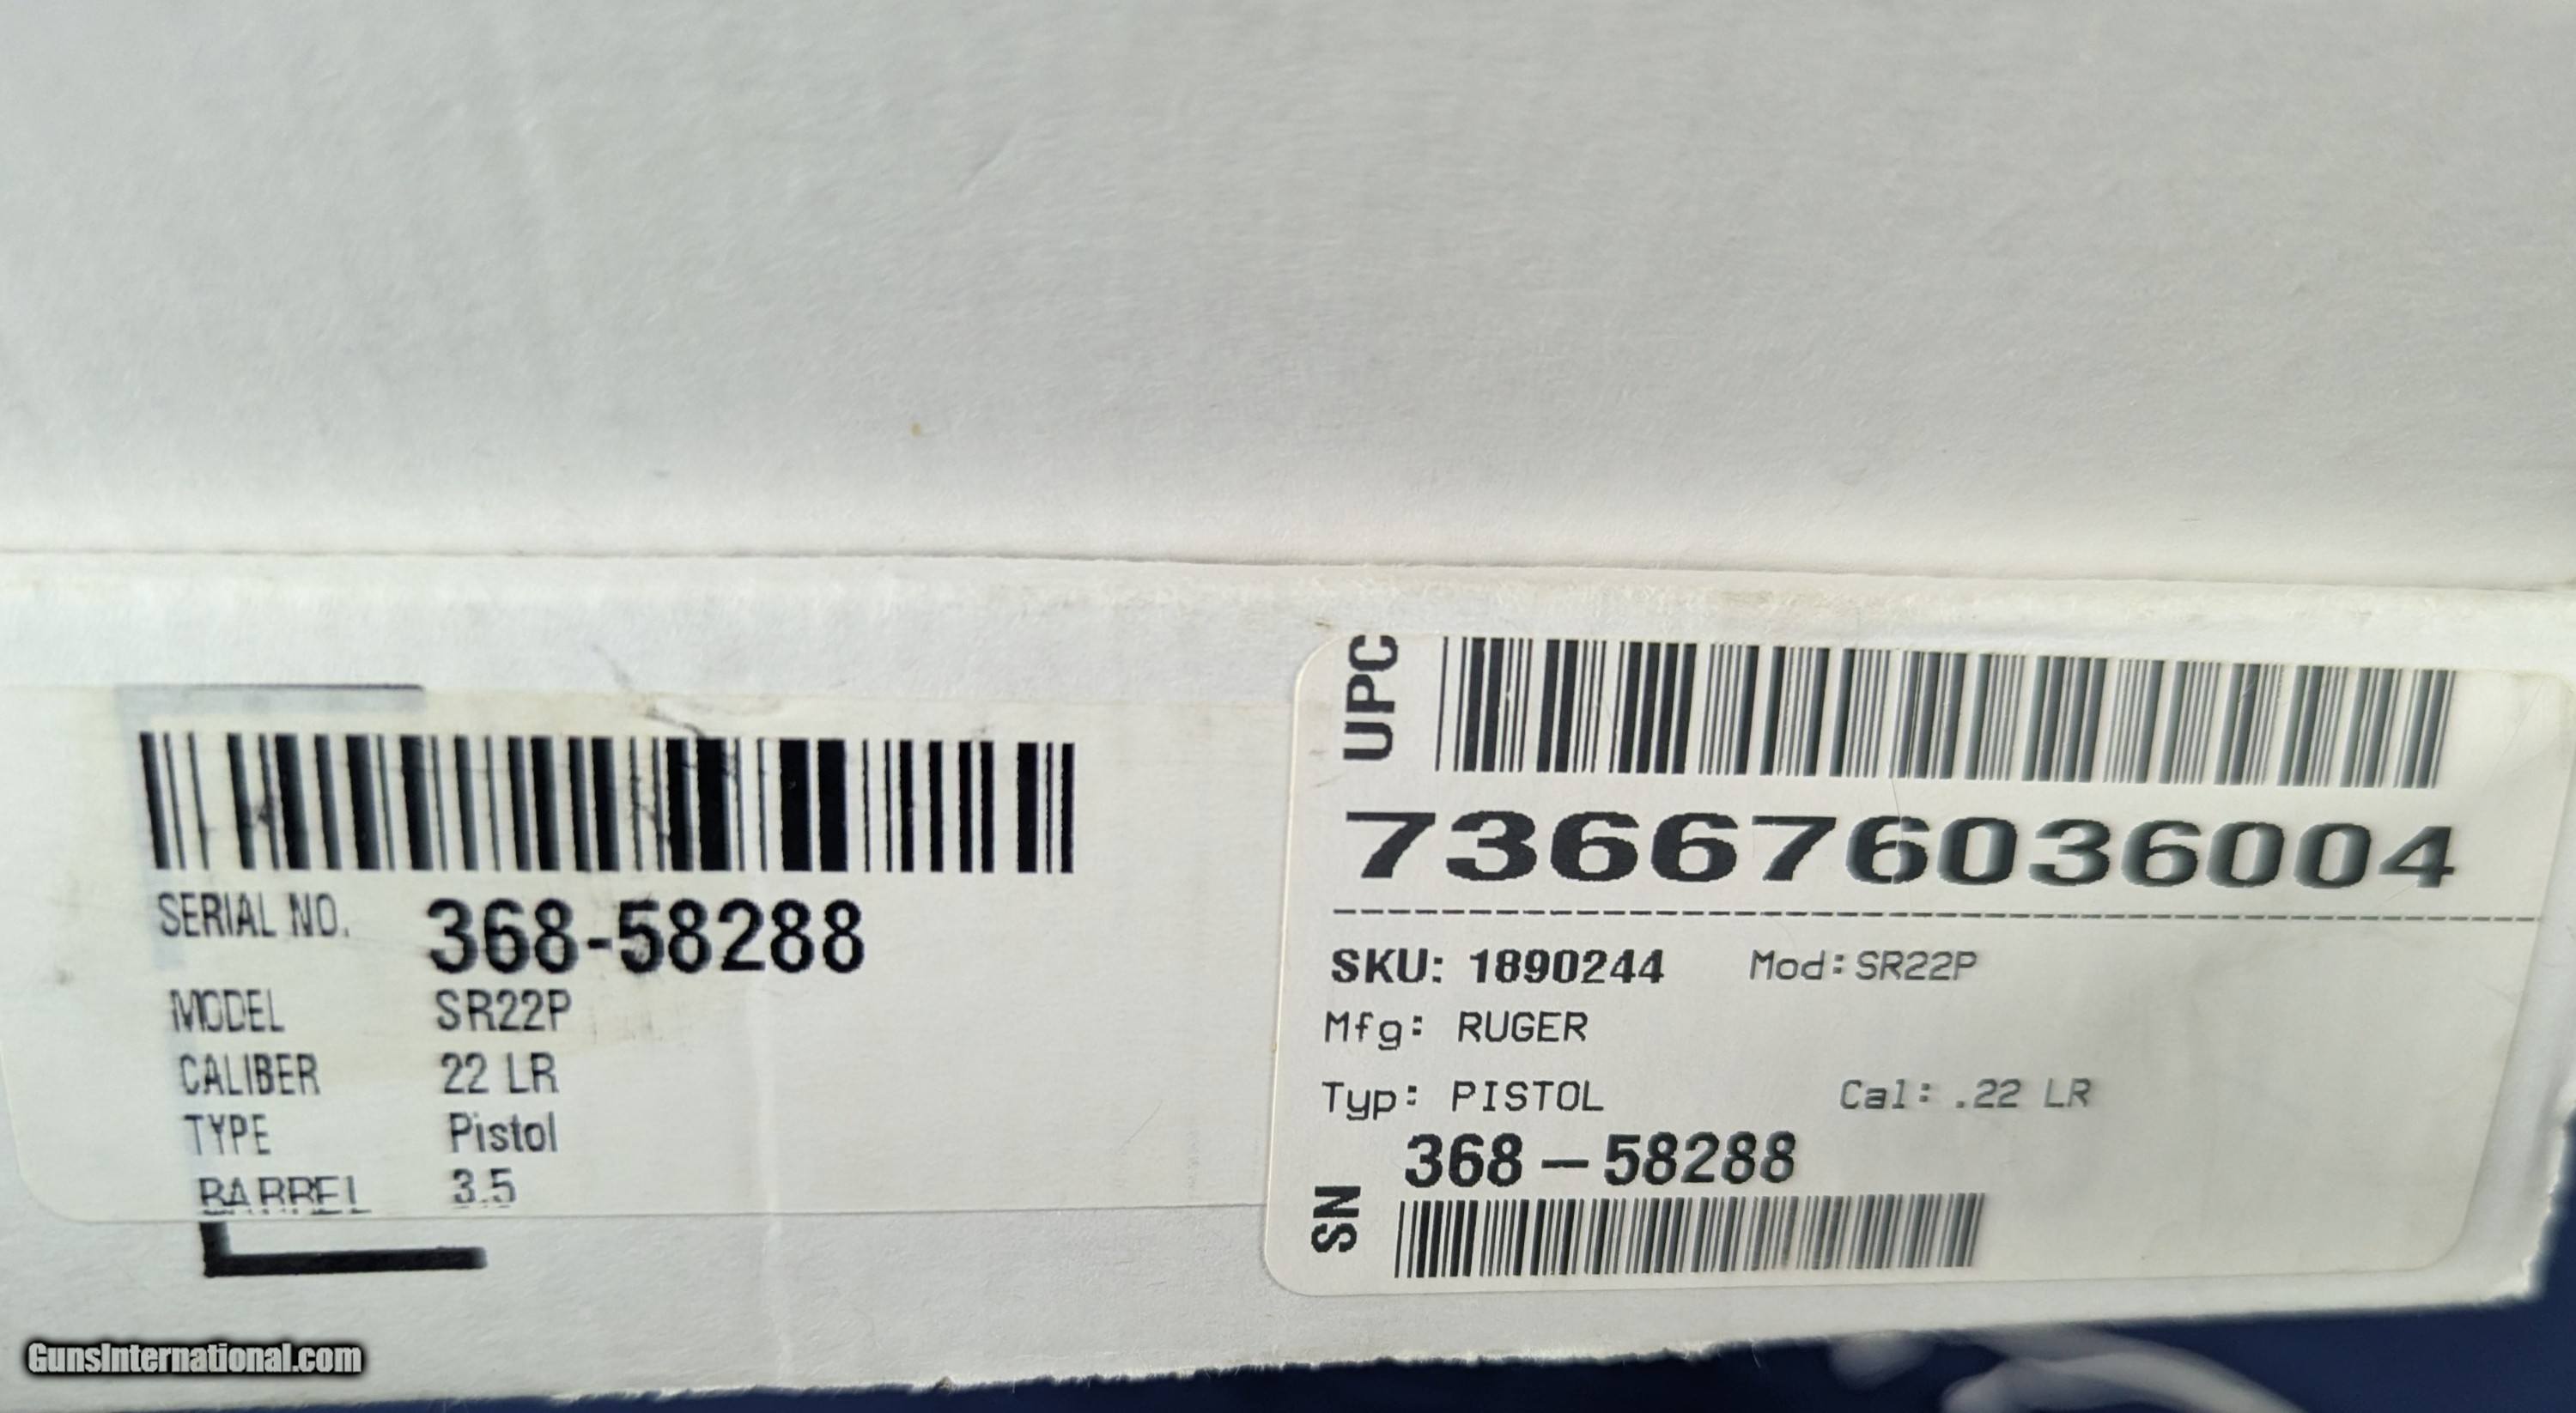 SERIAL NO. 368-58288
MODEL SR22P
CALIBER 22 LR
TYPE Pistol
BARREL 3.5
UPC
736676036004
SKU: 1890244 Mod: SR22P
Mfg: RUGER
Typ: PISTOL Cal: .22 LR
SN 368-58288
GunsInternational.com